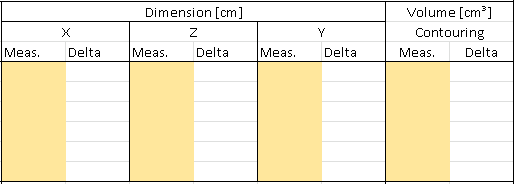 Dimension [cm] Volume [cm³]
X Z Y Contouring
Meas. Delta Meas. Delta Meas. Delta Meas. Delta